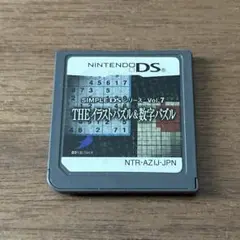 NINTENDO DS
SIMPLE DSシリーズ Vol.7
THE イラストパズル&数字パズル
NTR-AZIJ-JPN